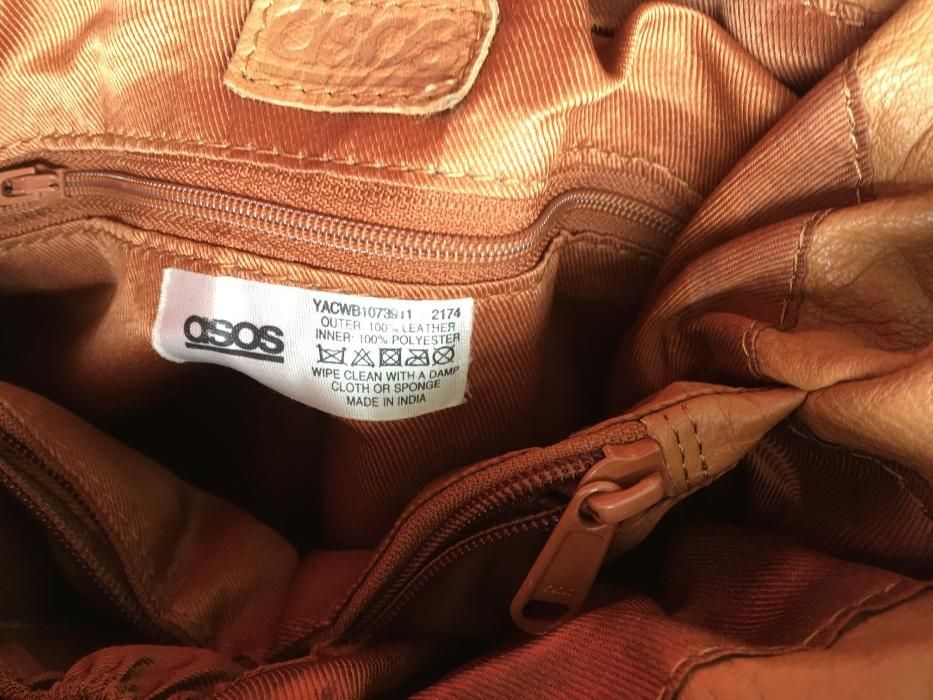 asos
asos
YACWB1073911 2174
OUTER: 100% LEATHER
INNER: 100% POLYESTER
WIPE CLEAN WITH A DAMP
CLOTH OR SPONGE
MADE IN INDIA